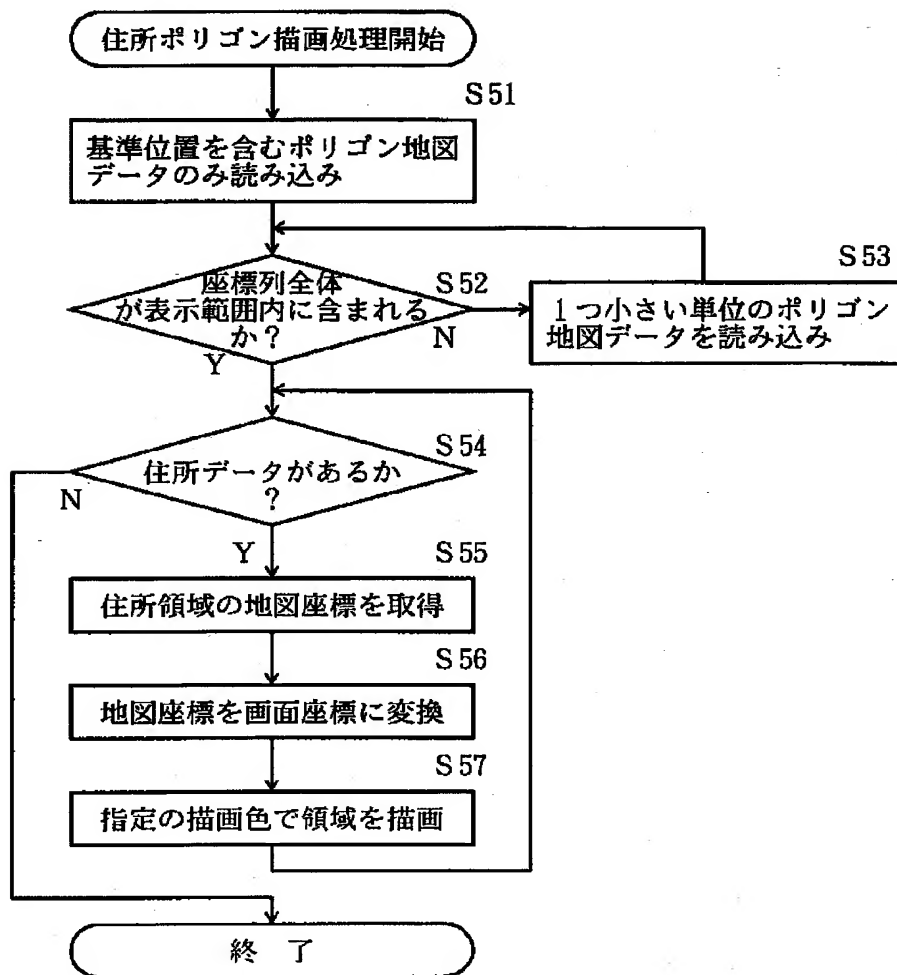 住所ポリゴン描画処理開始
S51
基準位置を含むポリゴン地図
データのみ読み込み
S52
座標列全体
が表示範囲内に含まれる
か？
N
Y
S53
1つ小さい単位のポリゴン
地図データを読み込み
S54
住所データがあるか
？
N
Y
S55
住所領域の地図座標を取得
S56
地図座標を画面座標に変換
S57
指定の描画色で領域を描画
終 了